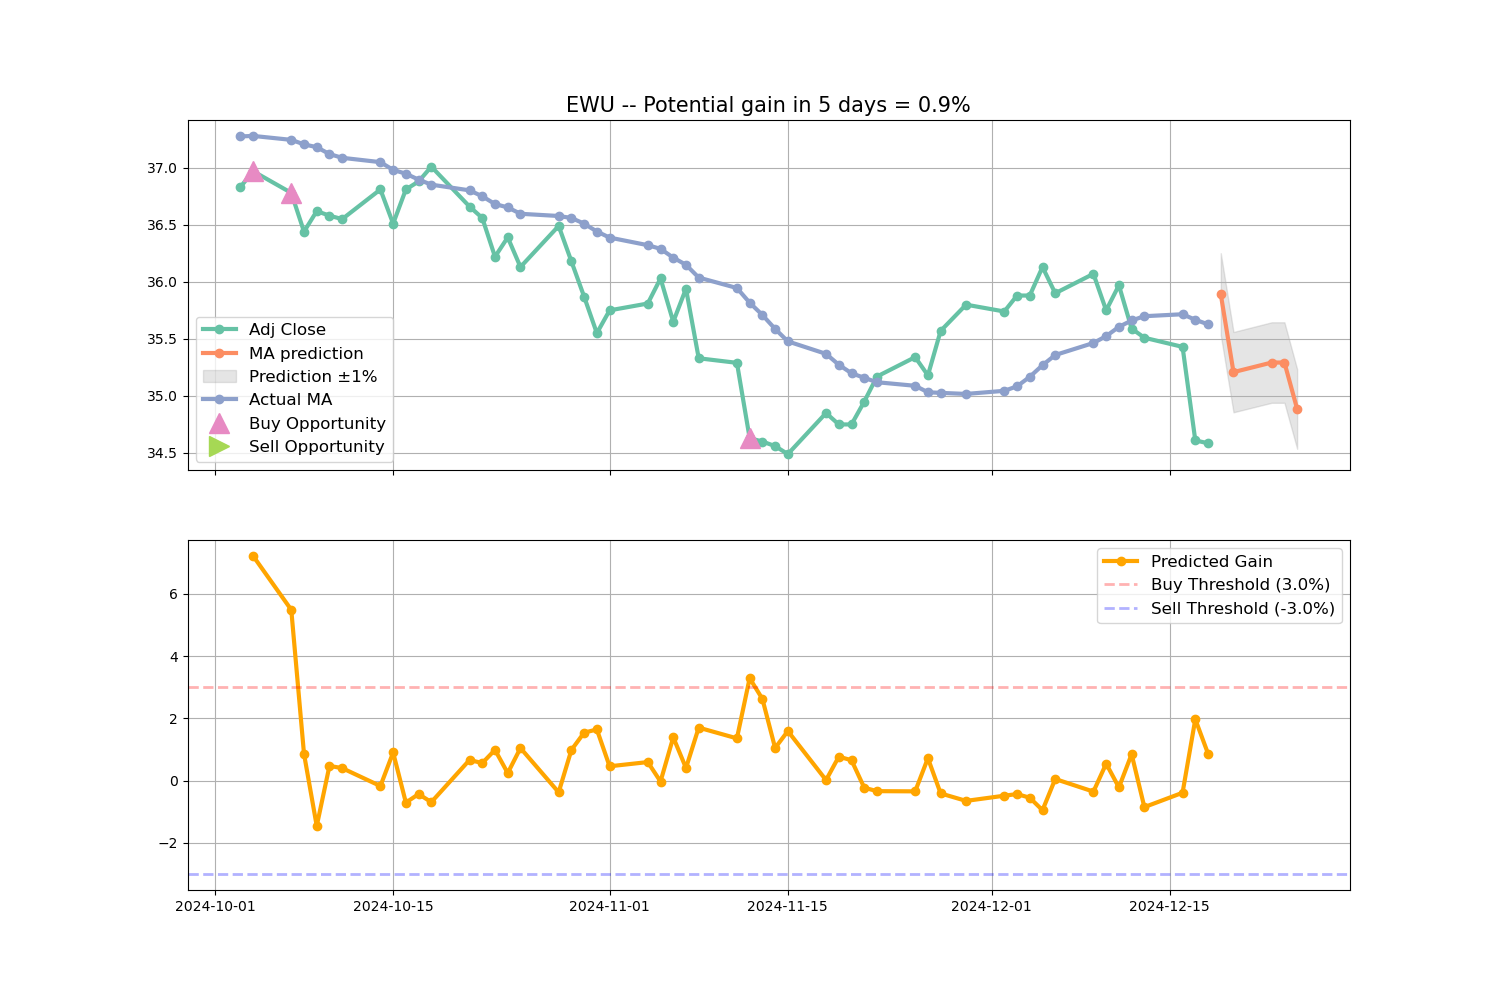 EWU -- Potential gain in 5 days = 0.9%
37.0
36.5
36.0
35.5
35.0
34.5
Adj Close
MA prediction
Prediction ±1%
Actual MA
Buy Opportunity
Sell Opportunity
6
4
2
0
−2
Predicted Gain
Buy Threshold (3.0%)
Sell Threshold (-3.0%)
2024-10-01 2024-10-15 2024-11-01 2024-11-15 2024-12-01 2024-12-15